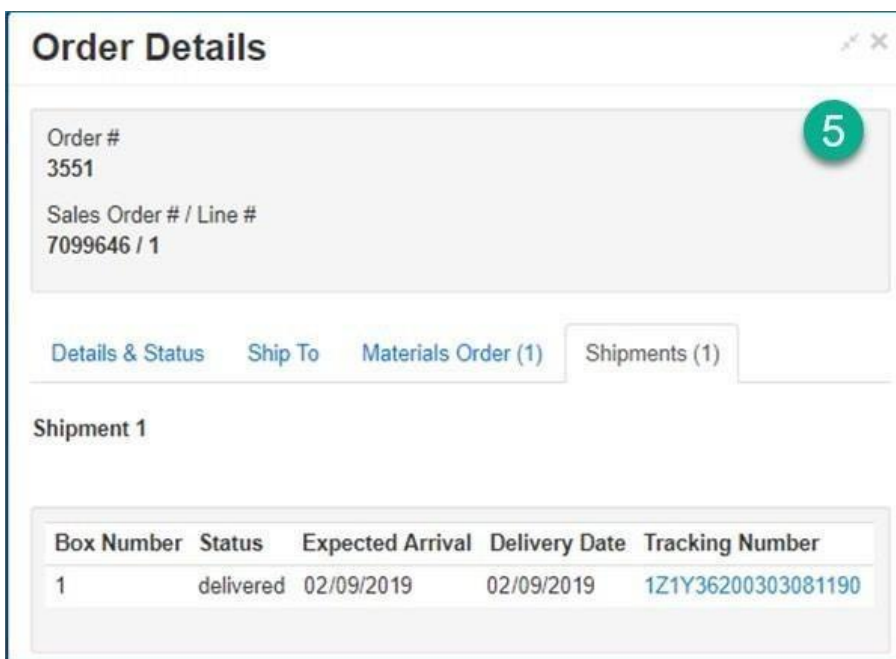 Order Details
5
Order #
3551
Sales Order # / Line #
7099646 / 1
Details & Status Ship To Materials Order (1) Shipments (1)
Shipment 1
Box Number Status Expected Arrival Delivery Date Tracking Number
1 delivered 02/09/2019 02/09/2019 1Z1Y36200303081190